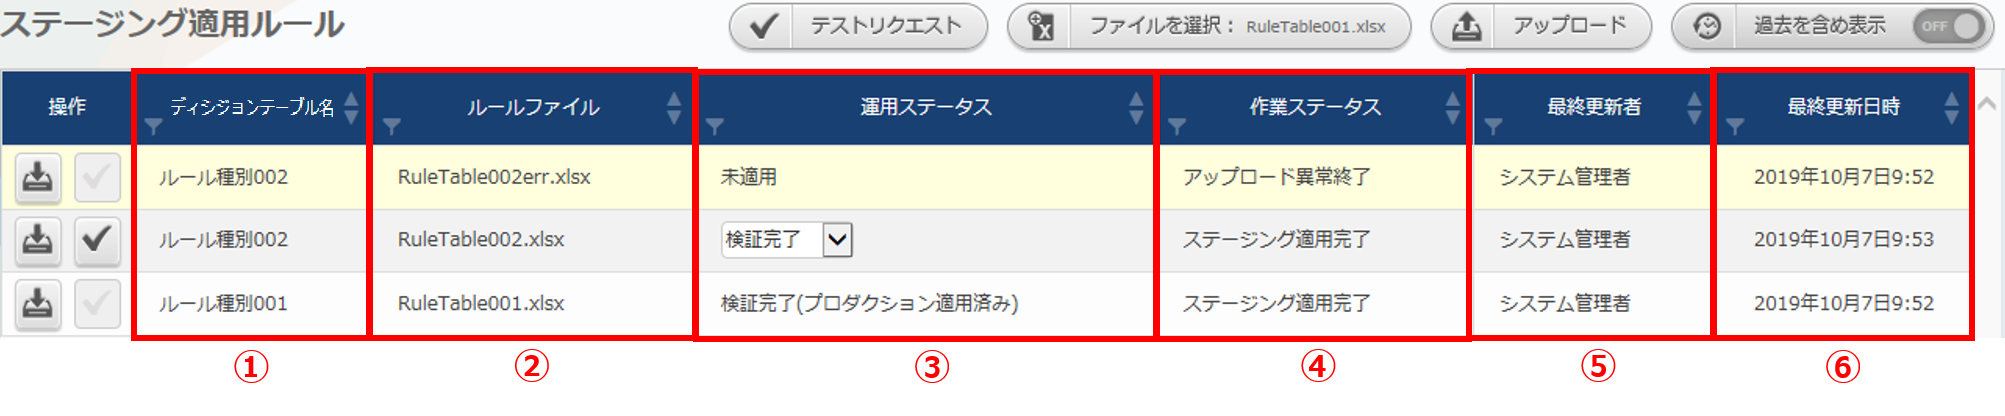 ステージング適用ルール
テストリクエスト ファイルを選択： RuleTable001.xlsx アップロード 過去を含め表示 OFF
操作 ディシジョンテーブル名 ルールファイル 運用ステータス 作業ステータス 最終更新者 最終更新日時
ルール種別002 RuleTable002err.xlsx 未適用 アップロード異常終了 システム管理者 2019年10月7日9:52
ルール種別002 RuleTable002.xlsx 検証完了 ステージング適用完了 システム管理者 2019年10月7日9:53
ルール種別001 RuleTable001.xlsx 検証完了(プロダクション適用済み) ステージング適用完了 システム管理者 2019年10月7日9:52
① ② ③ ④ ⑤ ⑥